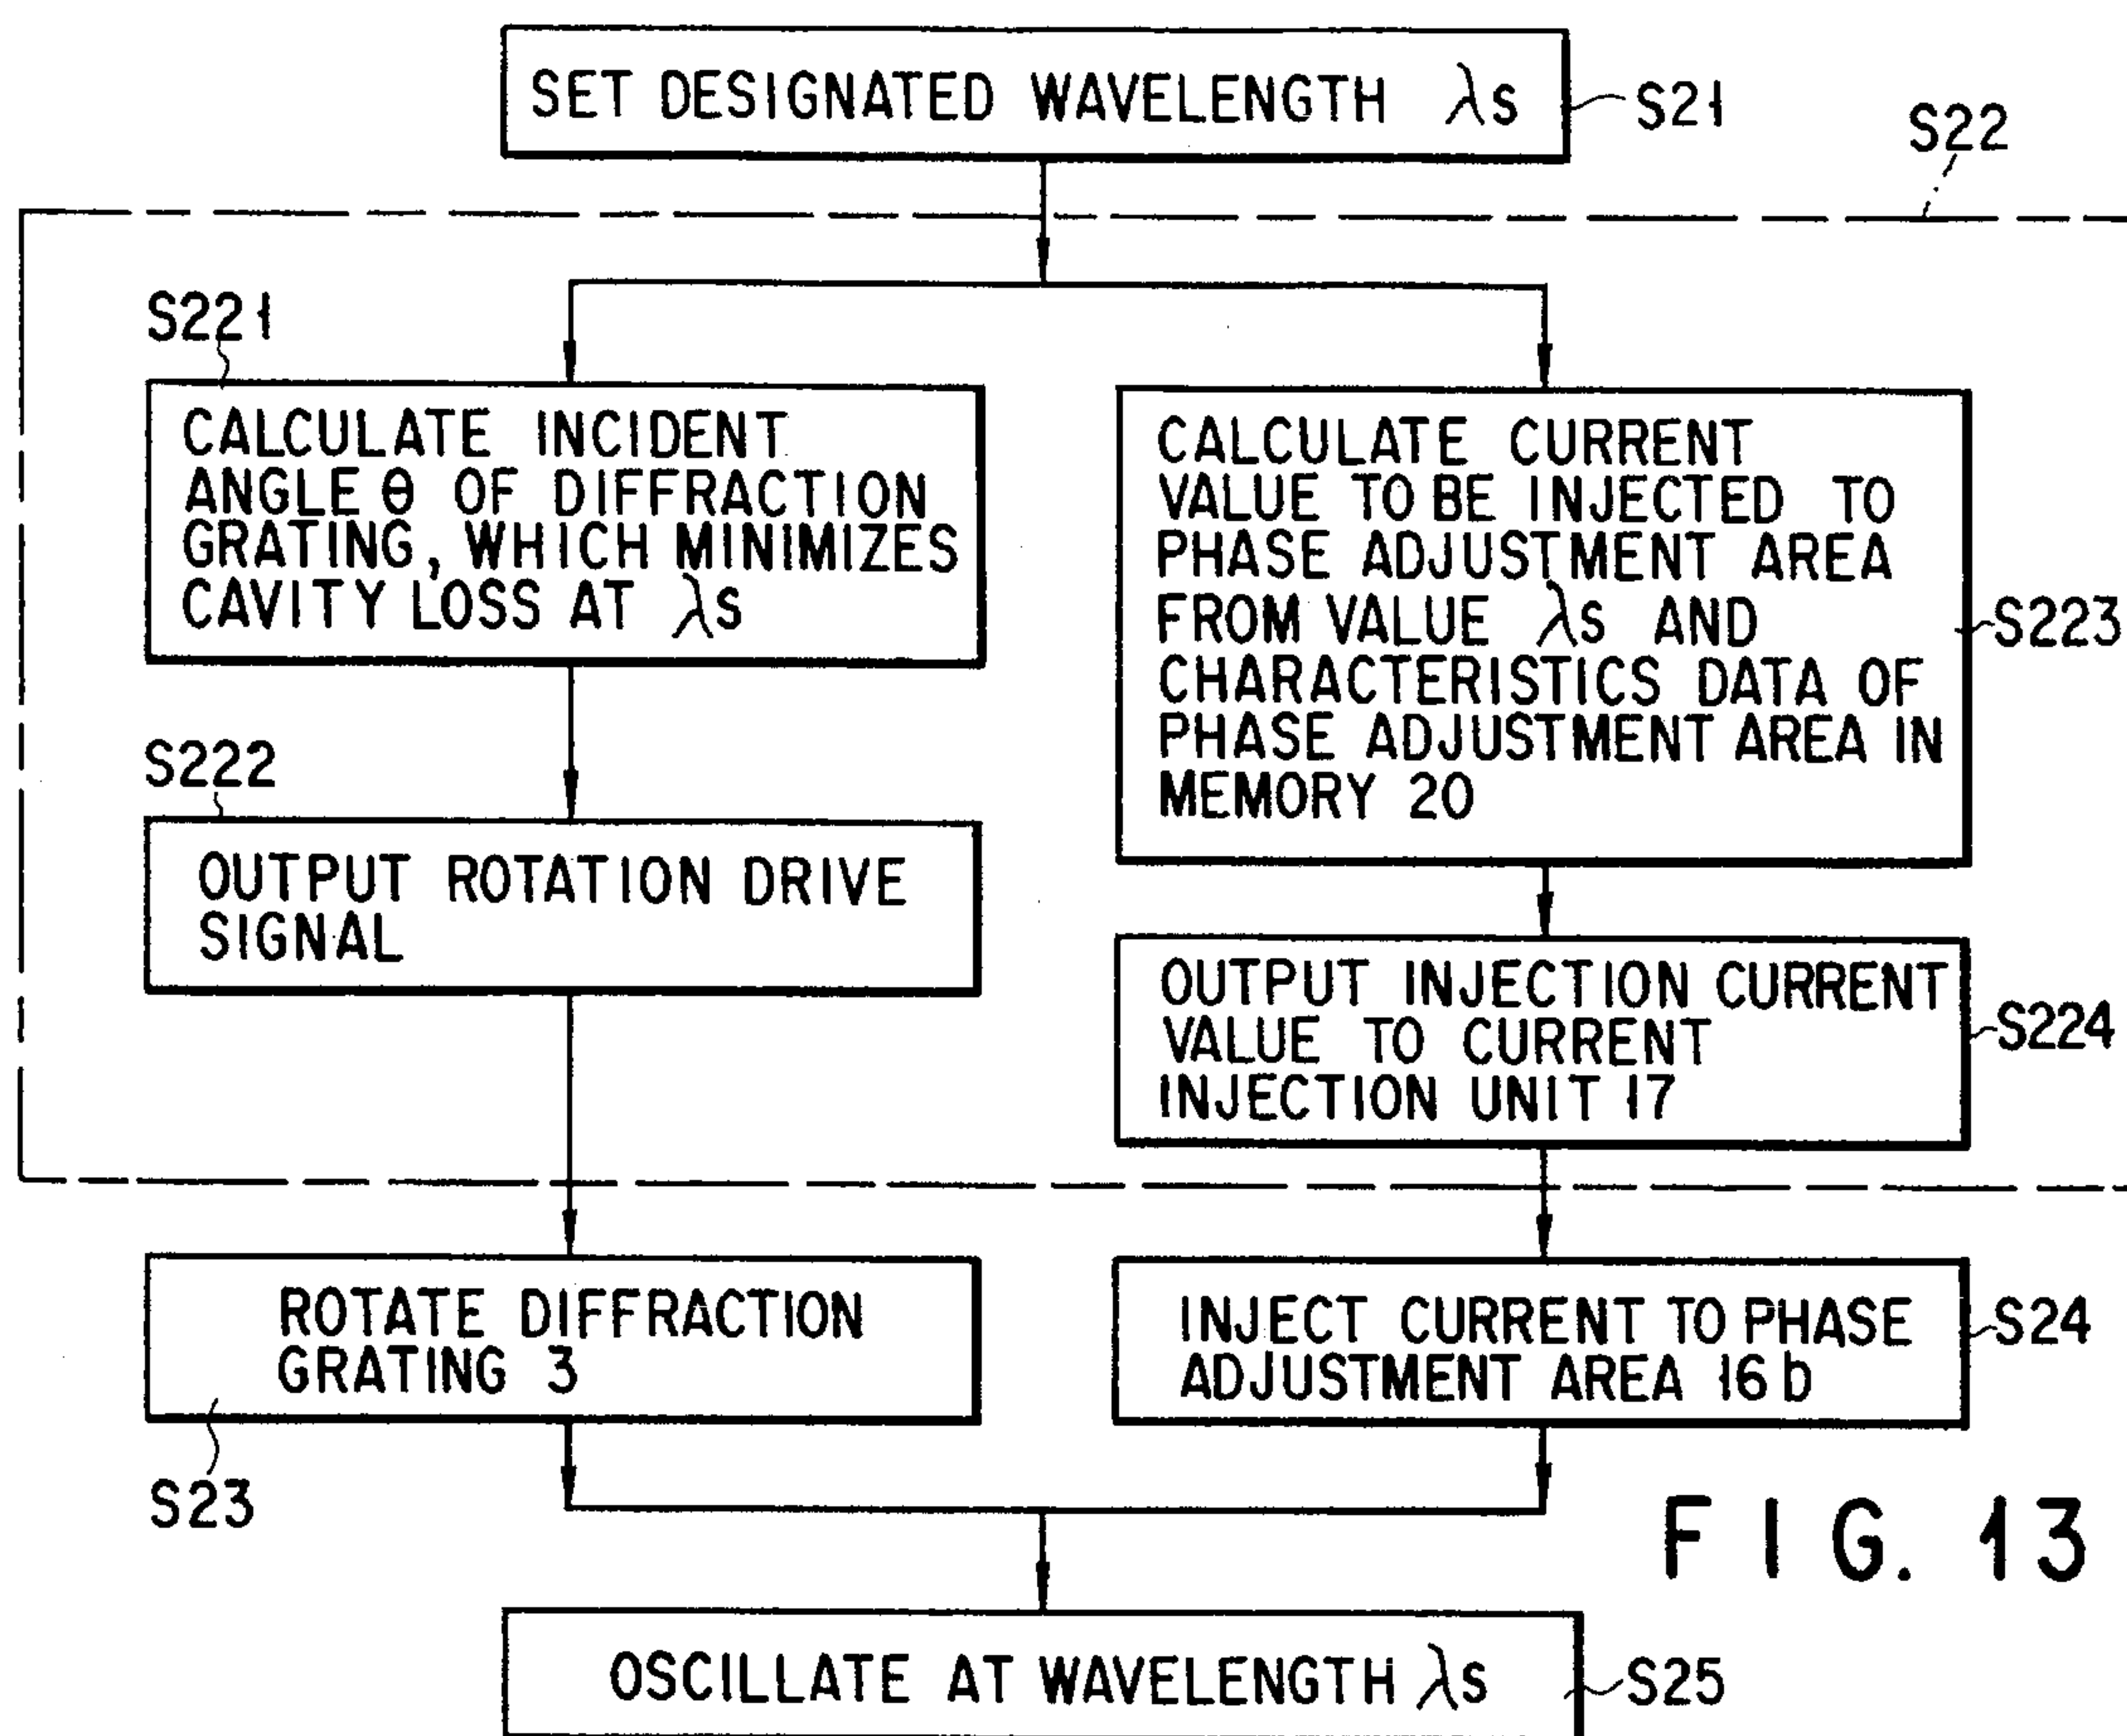 SET DESIGNATED WAVELENGTH λs
S21
S22
S221
CALCULATE INCIDENT
ANGLE θ OF DIFFRACTION
GRATING, WHICH MINIMIZES
CAVITY LOSS AT λs
CALCULATE CURRENT
VALUE TO BE INJECTED TO
PHASE ADJUSTMENT AREA
FROM VALUE λs AND
CHARACTERISTICS DATA OF
PHASE ADJUSTMENT AREA IN
MEMORY 20
S223
S222
OUTPUT ROTATION DRIVE
SIGNAL
OUTPUT INJECTION CURRENT
VALUE TO CURRENT
INJECTION UNIT 17
S224
ROTATE DIFFRACTION
GRATING 3
S23
INJECT CURRENT TO PHASE
ADJUSTMENT AREA 16b
S24
FIG. 13
OSCILLATE AT WAVELENGTH λs
S25